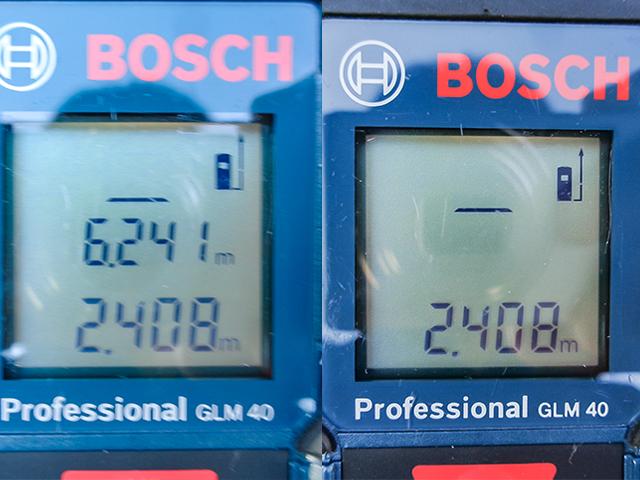 BOSCH
6.241 m
2.408 m
Professional GLM 40
BOSCH
2.408 m
Professional GLM 40